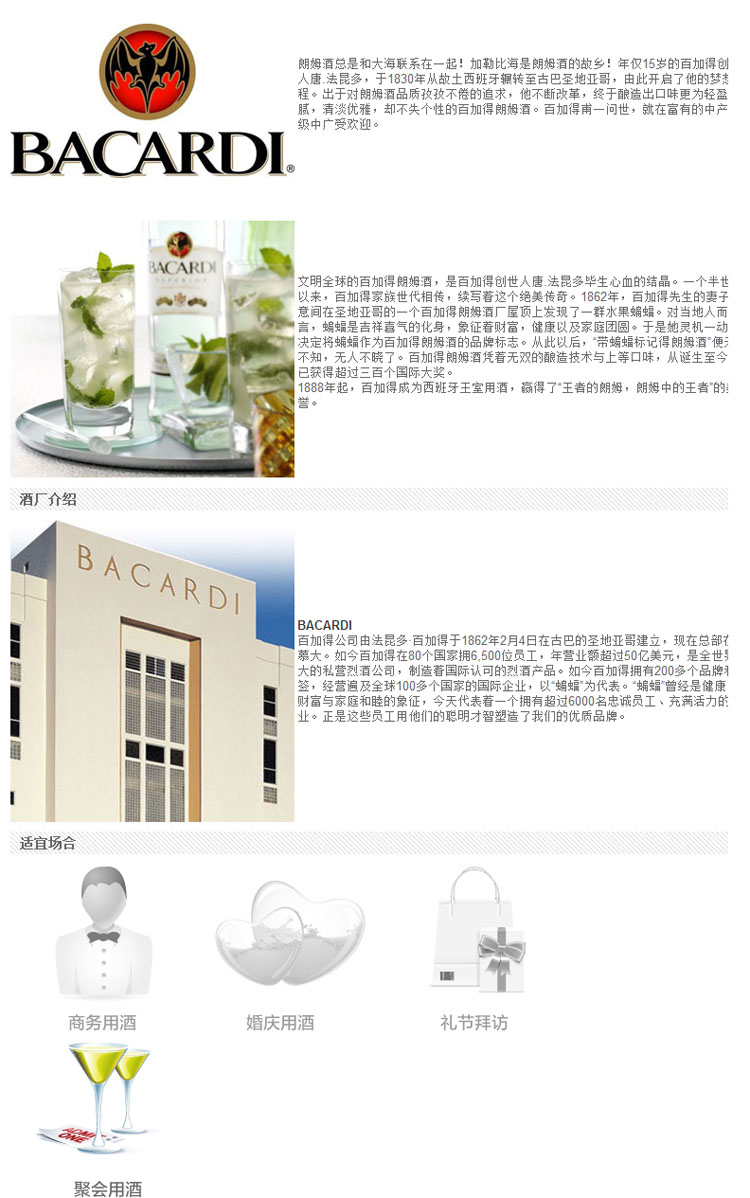 BACARDI®
朗姆酒总是和大海联系在一起！加勒比海是朗姆酒的故乡！年仅15岁的百加得创
人唐.法昆多，于1830年从故土西班牙辗转至古巴圣地亚哥，由此开启了他的梦想
程。出于对朗姆酒品质孜孜不倦的追求，他不断改革，终于酿造出口味更为轻盈
腻，清淡优雅，却不失个性的百加得朗姆酒。百加得甫一问世，就在富有的中产
级中广受欢迎。
BACARDI
SUPERIOR
文明全球的百加得朗姆酒，是百加得创世人唐.法昆多毕生心血的结晶。一个半世
以来，百加得家族世代相传，续写着这个绝美传奇。1862年，百加得先生的妻子
意间在圣地亚哥的一个百加得朗姆酒厂屋顶上发现了一群水果蝙蝠。对当地人而
言，蝙蝠是吉祥喜气的化身，象征着财富，健康以及家庭团圆。于是她灵机一动
决定将蝙蝠作为百加得朗姆酒的品牌标志。从此以后，“带蝙蝠标记得朗姆酒”便无
不知，无人不晓了。百加得朗姆酒凭着无双的酿造技术与上等口味，从诞生至今
已获得超过三百个国际大奖。
1888年起，百加得成为西班牙王室用酒，赢得了“王者的朗姆，朗姆中的王者”的
誉。
酒厂介绍
BACARDI
BACARDI
百加得公司由法昆多·百加得于1862年2月4日在古巴的圣地亚哥建立，现在总部在
慕大。如今百加得在80个国家拥6,500位员工，年营业额超过50亿美元，是全世界
大的私营烈酒公司，制造着国际认可的烈酒产品。如今百加得拥有200多个品牌和
签，经营遍及全球100多个国家的国际企业，以“蝙蝠”为代表。“蝙蝠”曾经是健康
财富与家庭和睦的象征，今天代表着一个拥有超过6000名忠诚员工、充满活力的
业。正是这些员工用他们的聪明才智塑造了我们的优质品牌。
适宜场合
商务用酒 婚庆用酒 礼节拜访
ADMIT
ONE
聚会用酒